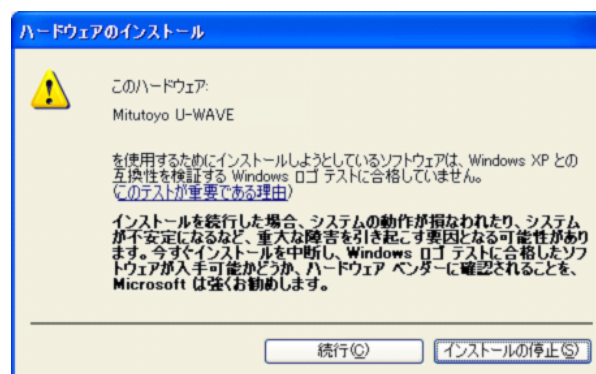 ハードウェアのインストール
このハードウェア:
Mitutoyo U-WAVE
を使用するためにインストールしようとしているソフトウェアは、Windows XP との
互換性を検証する Windows ロゴ テストに合格していません。
(このテストが重要である理由)
インストールを続行した場合、システムの動作が損なわれたり、システム
が不安定になるなど、重大な障害を引き起こす要因となる可能性があり
ます。今すぐインストールを中断し、Windows ロゴ テストに合格したソフ
トウェアが入手可能かどうか、ハードウェア ベンダーに確認されることを、
Microsoft は強くお勧めします。
続行(C) インストールの停止(S)